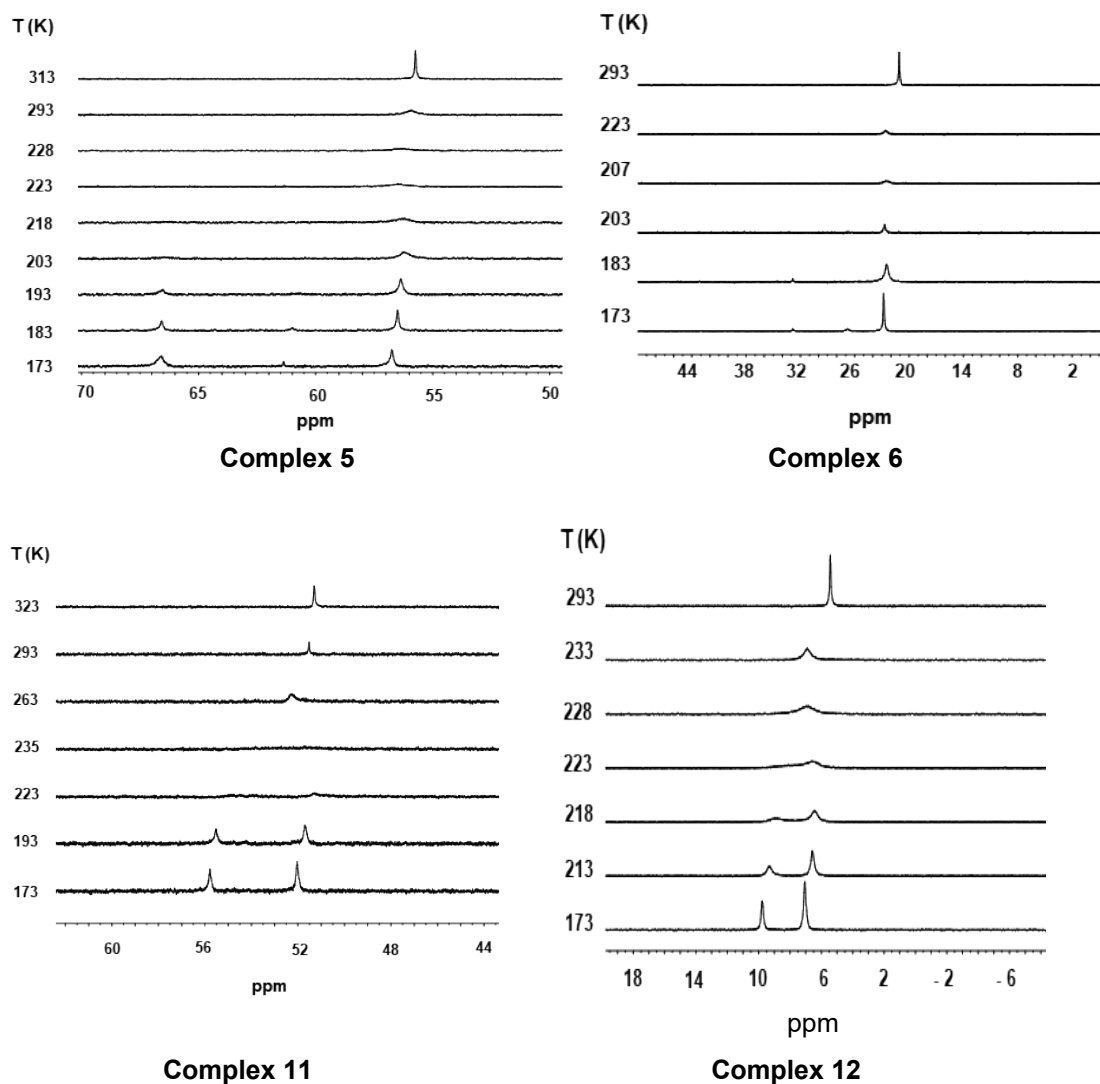 T (K)
313
293
228
223
218
203
193
183
173
70 65 60 55 50
ppm
Complex 5
T (K)
293
223
207
203
183
173
44 38 32 26 20 14 8 2
ppm
Complex 6
T (K)
323
293
263
235
223
193
173
60 56 52 48 44
ppm
Complex 11
T (K)
293
233
228
223
218
213
173
18 14 10 6 2 - 2 - 6
ppm
Complex 12